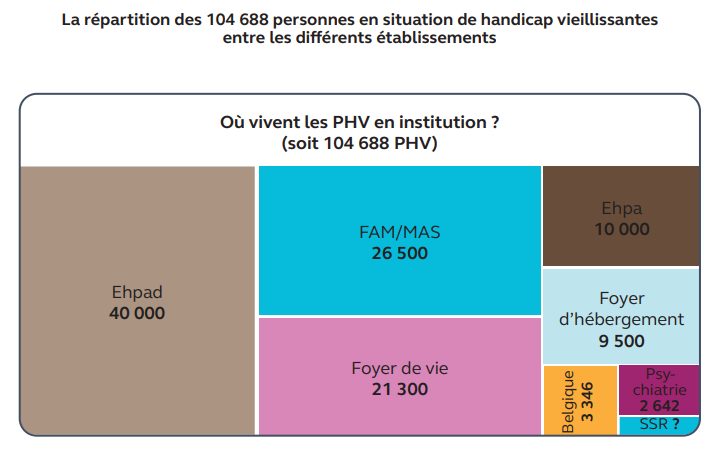 La répartition des 104 688 personnes en situation de handicap vieillissantes
entre les différents établissements
Où vivent les PHV en institution ?
(soit 104 688 PHV)
Ehpad
40 000
FAM/MAS
26 500
Foyer de vie
21 300
Ehpa
10 000
Foyer
d’hébergement
9 500
Belgique
3 346
Psy-
chiatrie
2 642
SSR ?